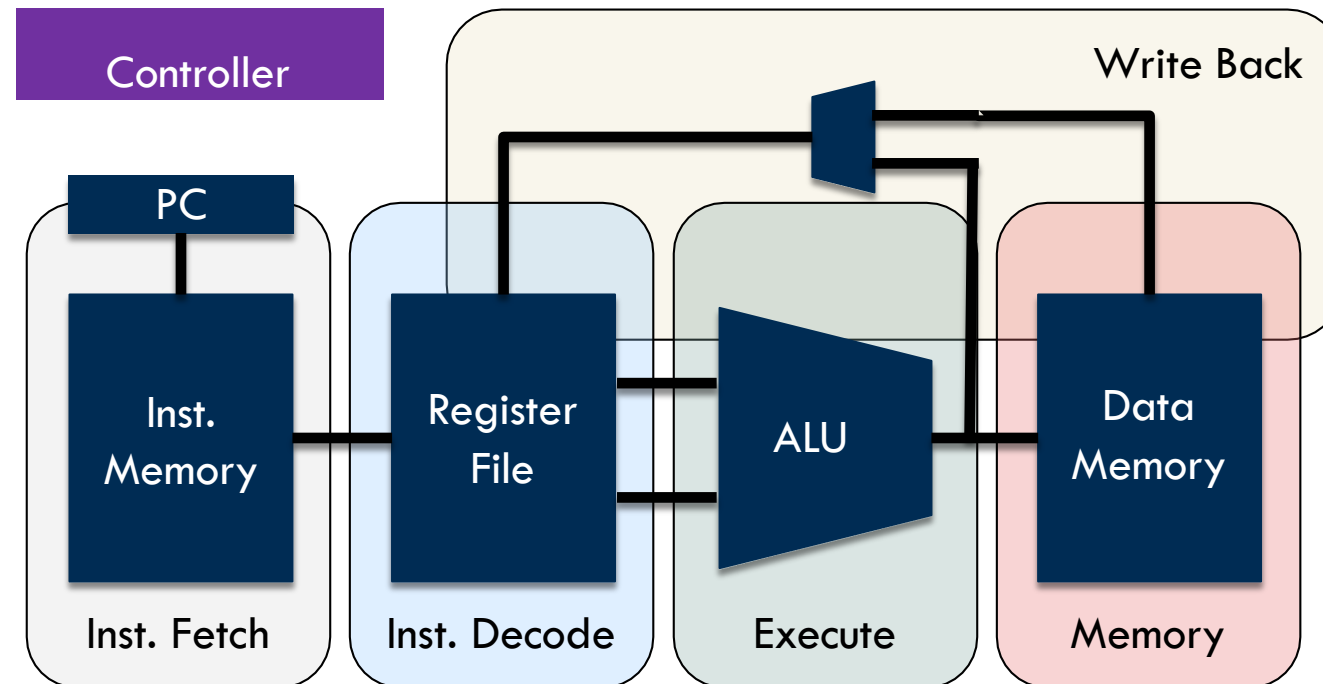 Controller
Write Back
PC
Inst.
Memory
Register
File
ALU
Data
Memory
Inst. Fetch
Inst. Decode
Execute
Memory